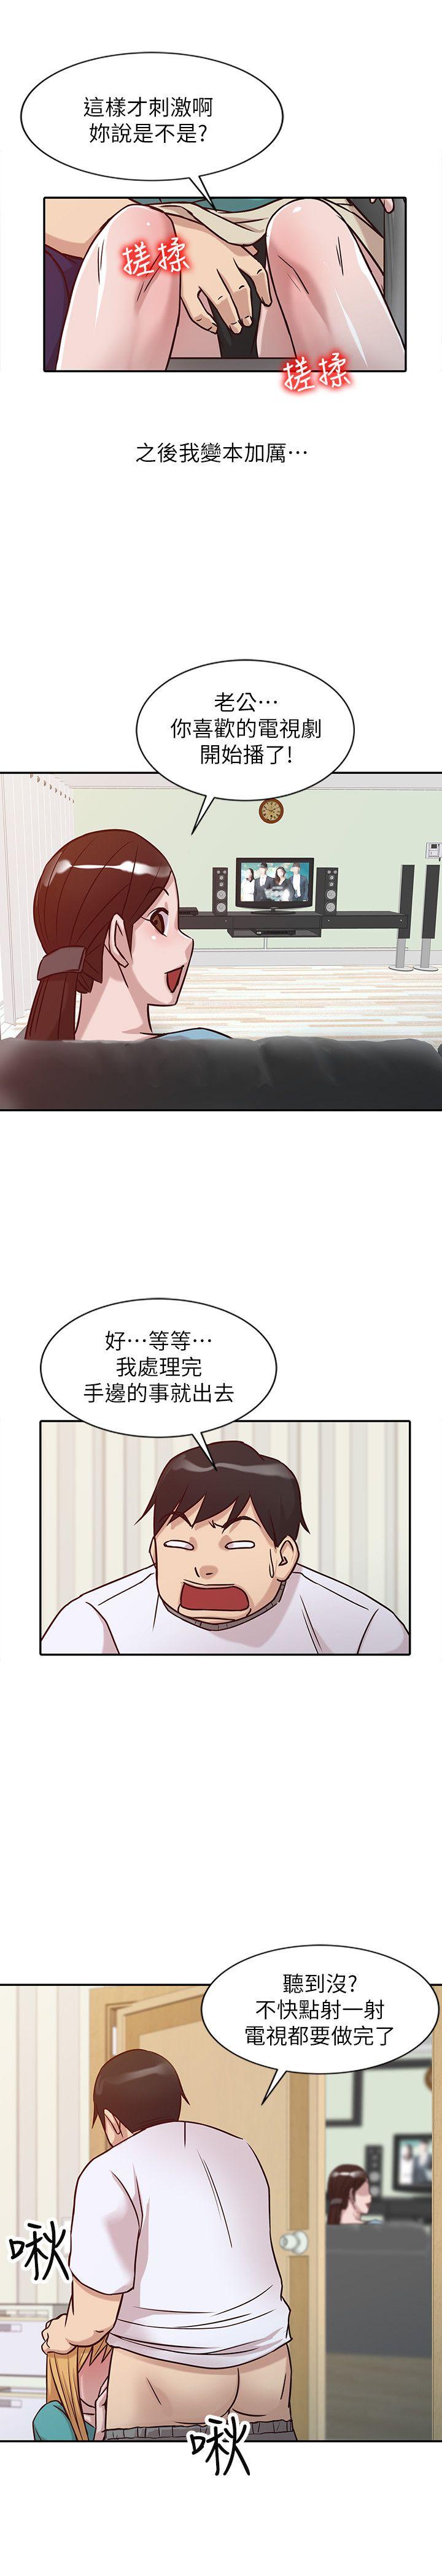 這樣才刺激啊
妳說是不是?
搓揉
搓揉
之後我變本加厲⋯
老公⋯
你喜歡的電視劇
開始播了!
好⋯等等⋯
我處理完
手邊的事就出去
聽到沒?
不快點射一射
電視都要做完了
啾
啾